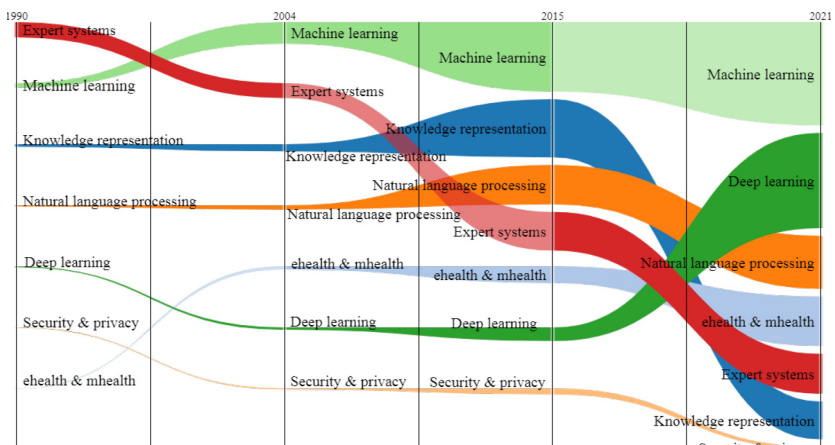 1990 2004 2015 2021
Expert systems
Machine learning
Knowledge representation
Natural language processing
Deep learning
Security & privacy
ehealth & mhealth
Machine learning
Expert systems
Knowledge representation
Natural language processing
ehealth & mhealth
Deep learning
Security & privacy
Machine learning
Knowledge representation
Natural language processing
Expert systems
ehealth & mhealth
Deep learning
Security & privacy
Machine learning
Deep learning
Natural language processing
ehealth & mhealth
Expert systems
Knowledge representation